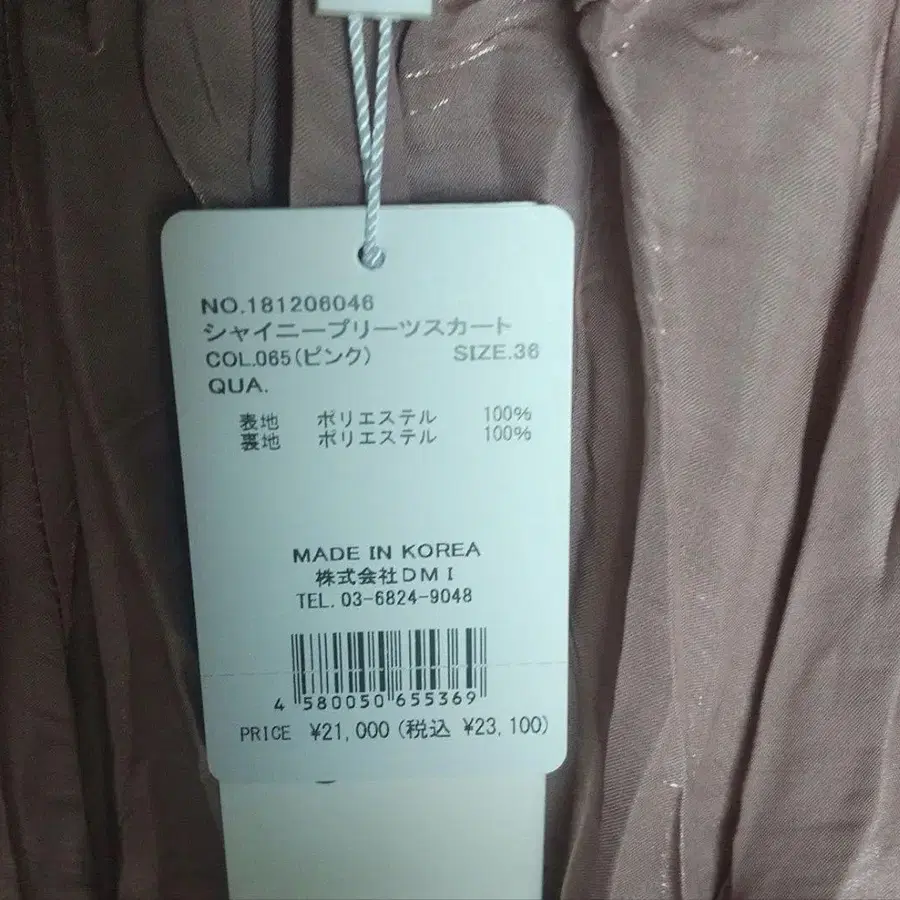 NO.181206046
シャイニープリーツスカート
COL.065(ピンク) SIZE.36
QUA.
表地 ポリエステル 100%
裏地 ポリエステル 100%
MADE IN KOREA
株式会社DMI
TEL. 03-6824-9048
4 580050 655369
PRICE ¥21,000 (税込 ¥23,100)